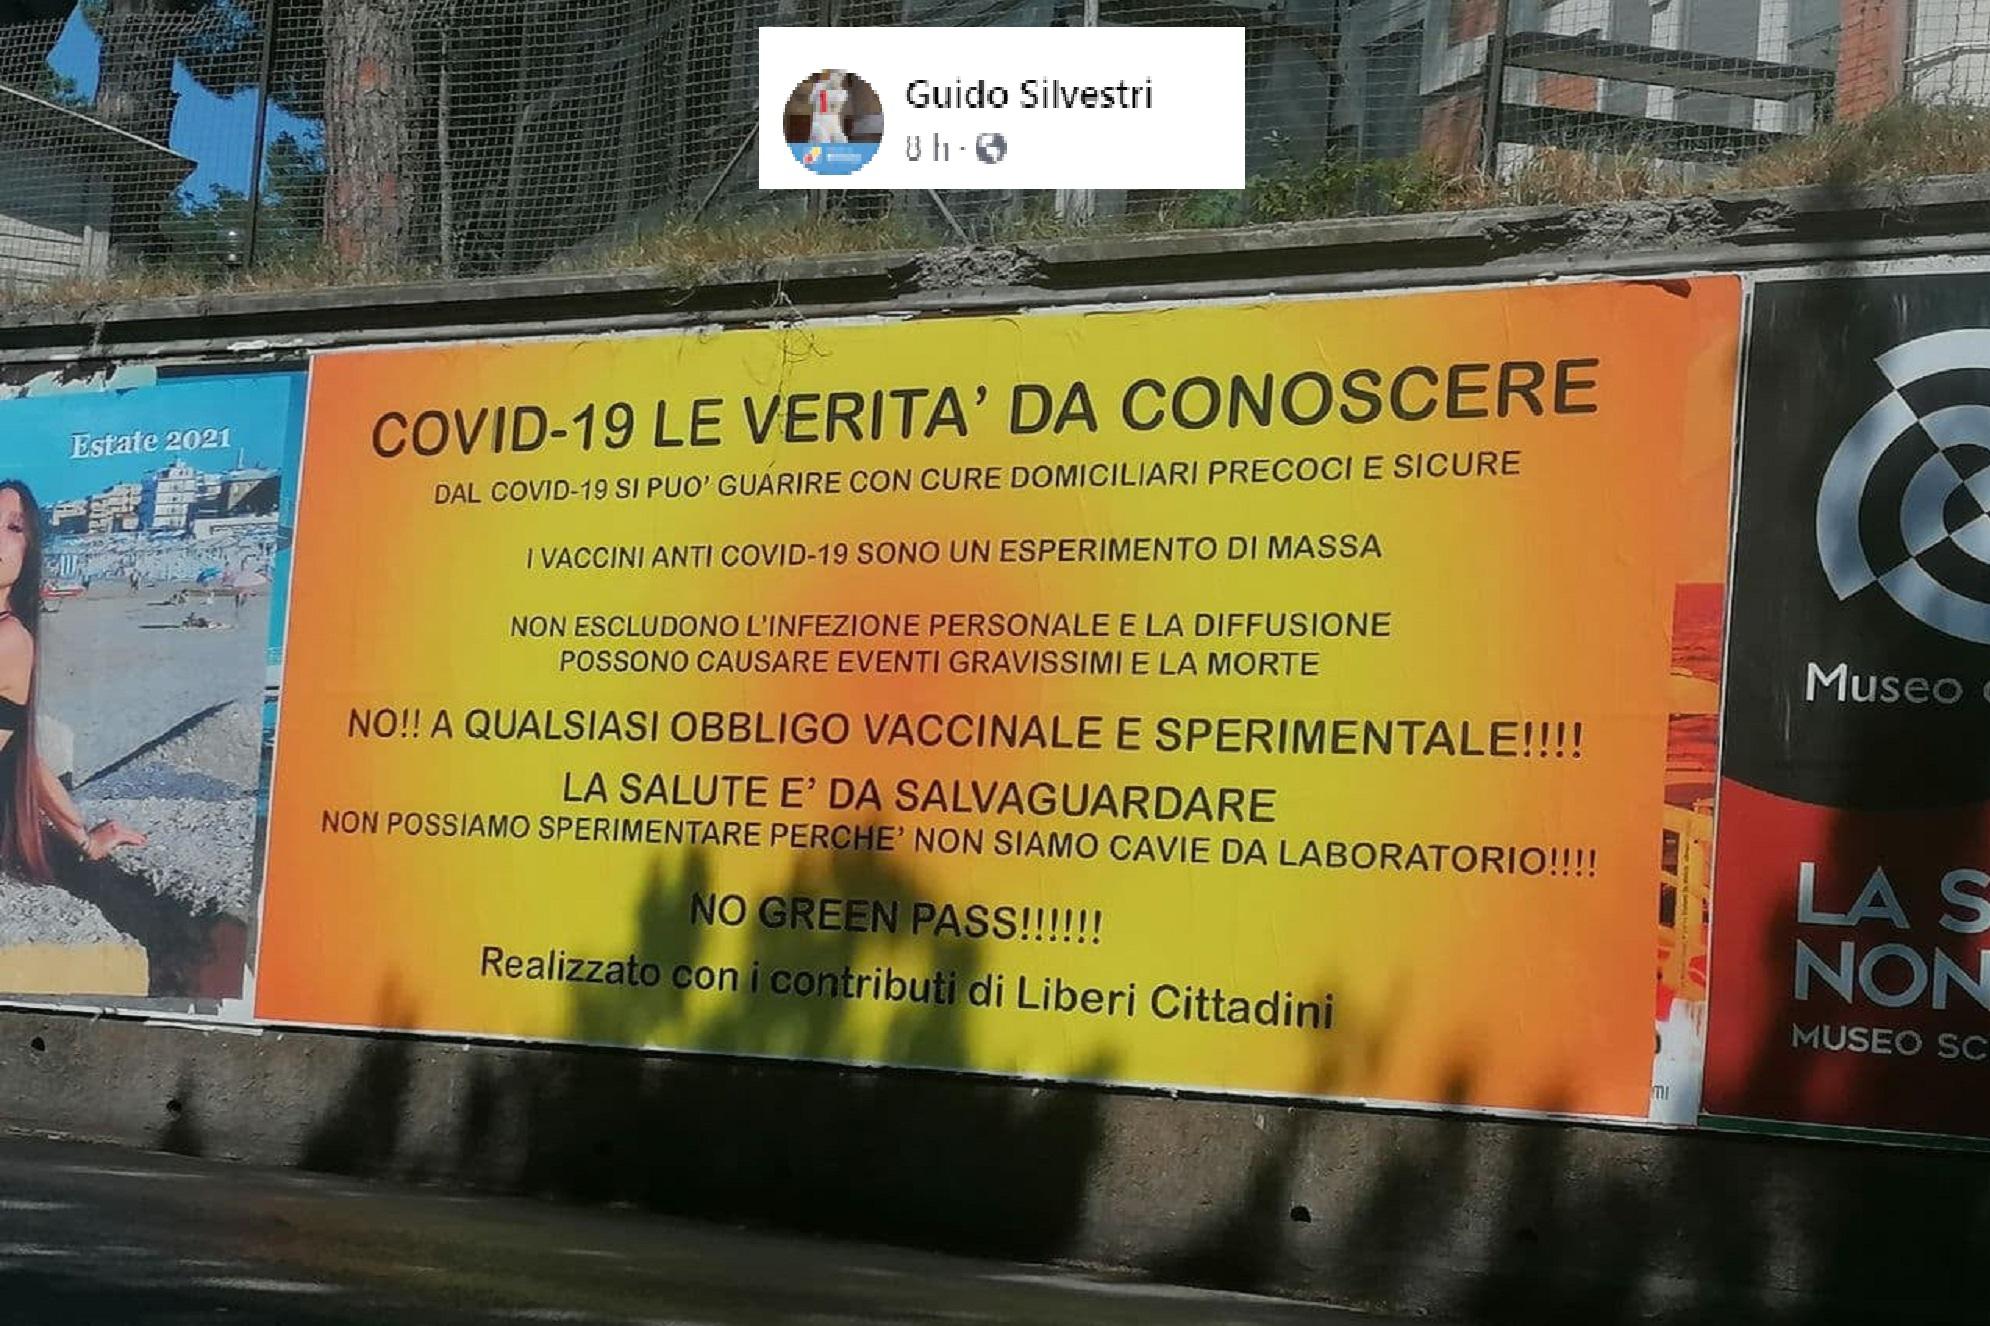 Guido Silvestri
8 h ·
Estate 2021
COVID-19 LE VERITA' DA CONOSCERE
DAL COVID-19 SI PUO' GUARIRE CON CURE DOMICILIARI PRECOCI E SICURE
I VACCINI ANTI COVID-19 SONO UN ESPERIMENTO DI MASSA
NON ESCLUDONO L'INFEZIONE PERSONALE E LA DIFFUSIONE
POSSONO CAUSARE EVENTI GRAVISSIMI E LA MORTE
NO!! A QUALSIASI OBBLIGO VACCINALE E SPERIMENTALE!!!!
LA SALUTE E' DA SALVAGUARDARE
NON POSSIAMO SPERIMENTARE PERCHE' NON SIAMO CAVIE DA LABORATORIO!!!!
NO GREEN PASS!!!!!!
Realizzato con i contributi di Liberi Cittadini
Museo
LA S
NON
MUSEO SC